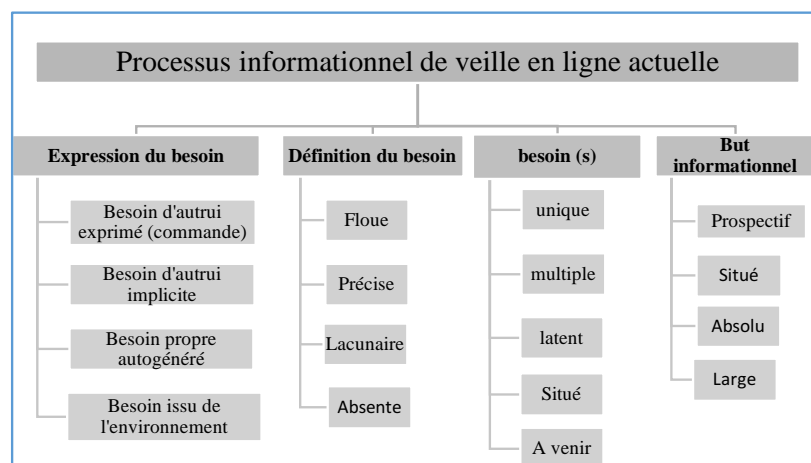 Processus informationnel de veille en ligne actuelle
Expression du besoin
Besoin d'autrui
exprimé (commande)
Besoin d'autrui
implicite
Besoin propre
autogénéré
Besoin issu de
l'environnement
Définition du besoin
Floue
Précise
Lacunaire
Absente
besoin (s)
unique
multiple
latent
Situé
A venir
But
informationnel
Prospectif
Situé
Absolu
Large